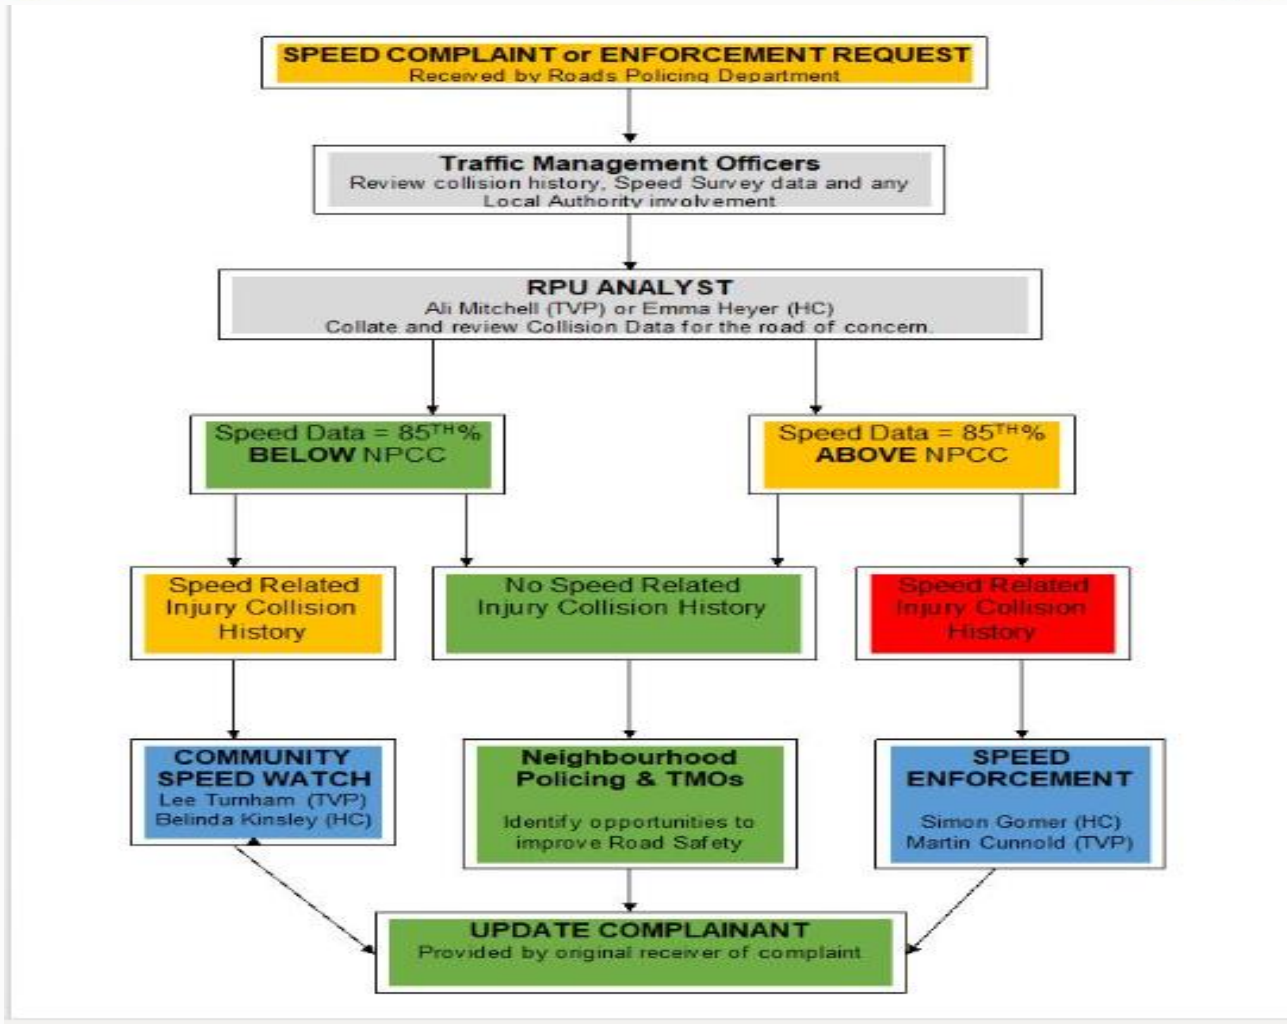 SPEED COMPLAINT or ENFORCEMENT REQUEST
Received by Roads Policing Department
Traffic Management Officers
Review collision history, Speed Survey data and any
Local Authority involvement
RPU ANALYST
Ali Mitchell (TVP) or Emma Heyer (HC)
Collate and review Collision Data for the road of concern.
Speed Data = 85TH%
BELOW NPCC
Speed Data = 85TH%
ABOVE NPCC
Speed Related
Injury Collision
History
No Speed Related
Injury Collision History
Speed Related
Injury Collision
History
COMMUNITY
SPEED WATCH
Lee Turnham (TVP)
Belinda Kinsley (HC)
Neighbourhood
Policing & TMOs
Identify opportunities to
improve Road Safety
SPEED
ENFORCEMENT
Simon Gomer (HC)
Martin Cunnold (TVP)
UPDATE COMPLAINANT
Provided by original receiver of complaint